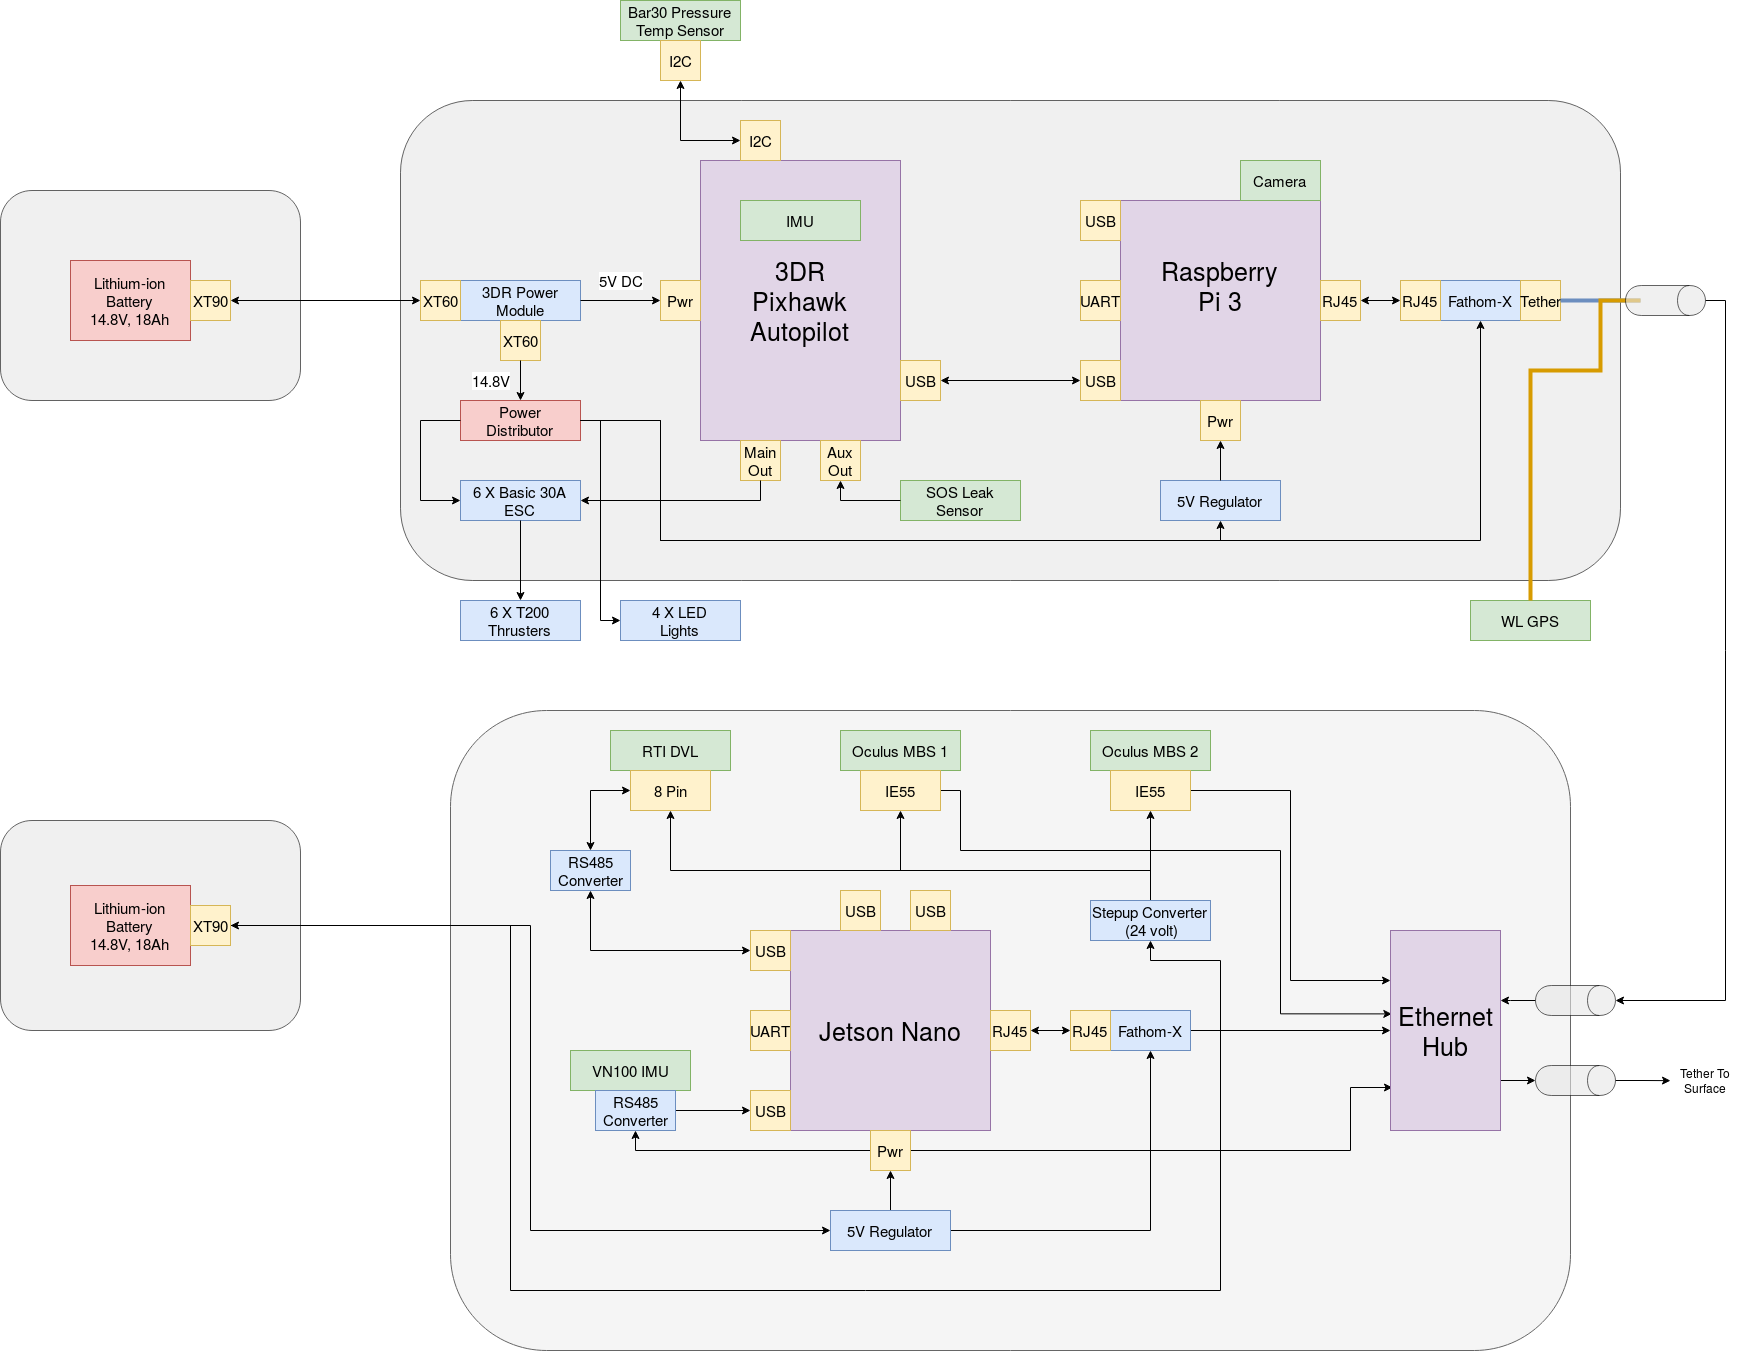 Bar30 Pressure
Temp Sensor
I2C
I2C
IMU
3DR
Pixhawk
Autopilot
Camera
USB
Raspberry
Pi 3
Lithium-ion
Battery
14.8V, 18Ah
XT90
XT60
3DR Power
Module
5V DC
Pwr
UART
RJ45
RJ45
Fathom-X
Tether
XT60
14.8V
USB
USB
Power
Distributor
Pwr
Main
Out
Aux
Out
6 X Basic 30A
ESC
SOS Leak
Sensor
5V Regulator
6 X T200
Thrusters
4 X LED
Lights
WL GPS
RTI DVL
Oculus MBS 1
Oculus MBS 2
8 Pin
IE55
IE55
RS485
Converter
USB
USB
Stepup Converter
(24 volt)
Lithium-ion
Battery
14.8V, 18Ah
XT90
USB
UART
Jetson Nano
RJ45
RJ45
Fathom-X
Ethernet
Hub
VN100 IMU
RS485
Converter
USB
Pwr
5V Regulator
Tether To
Surface